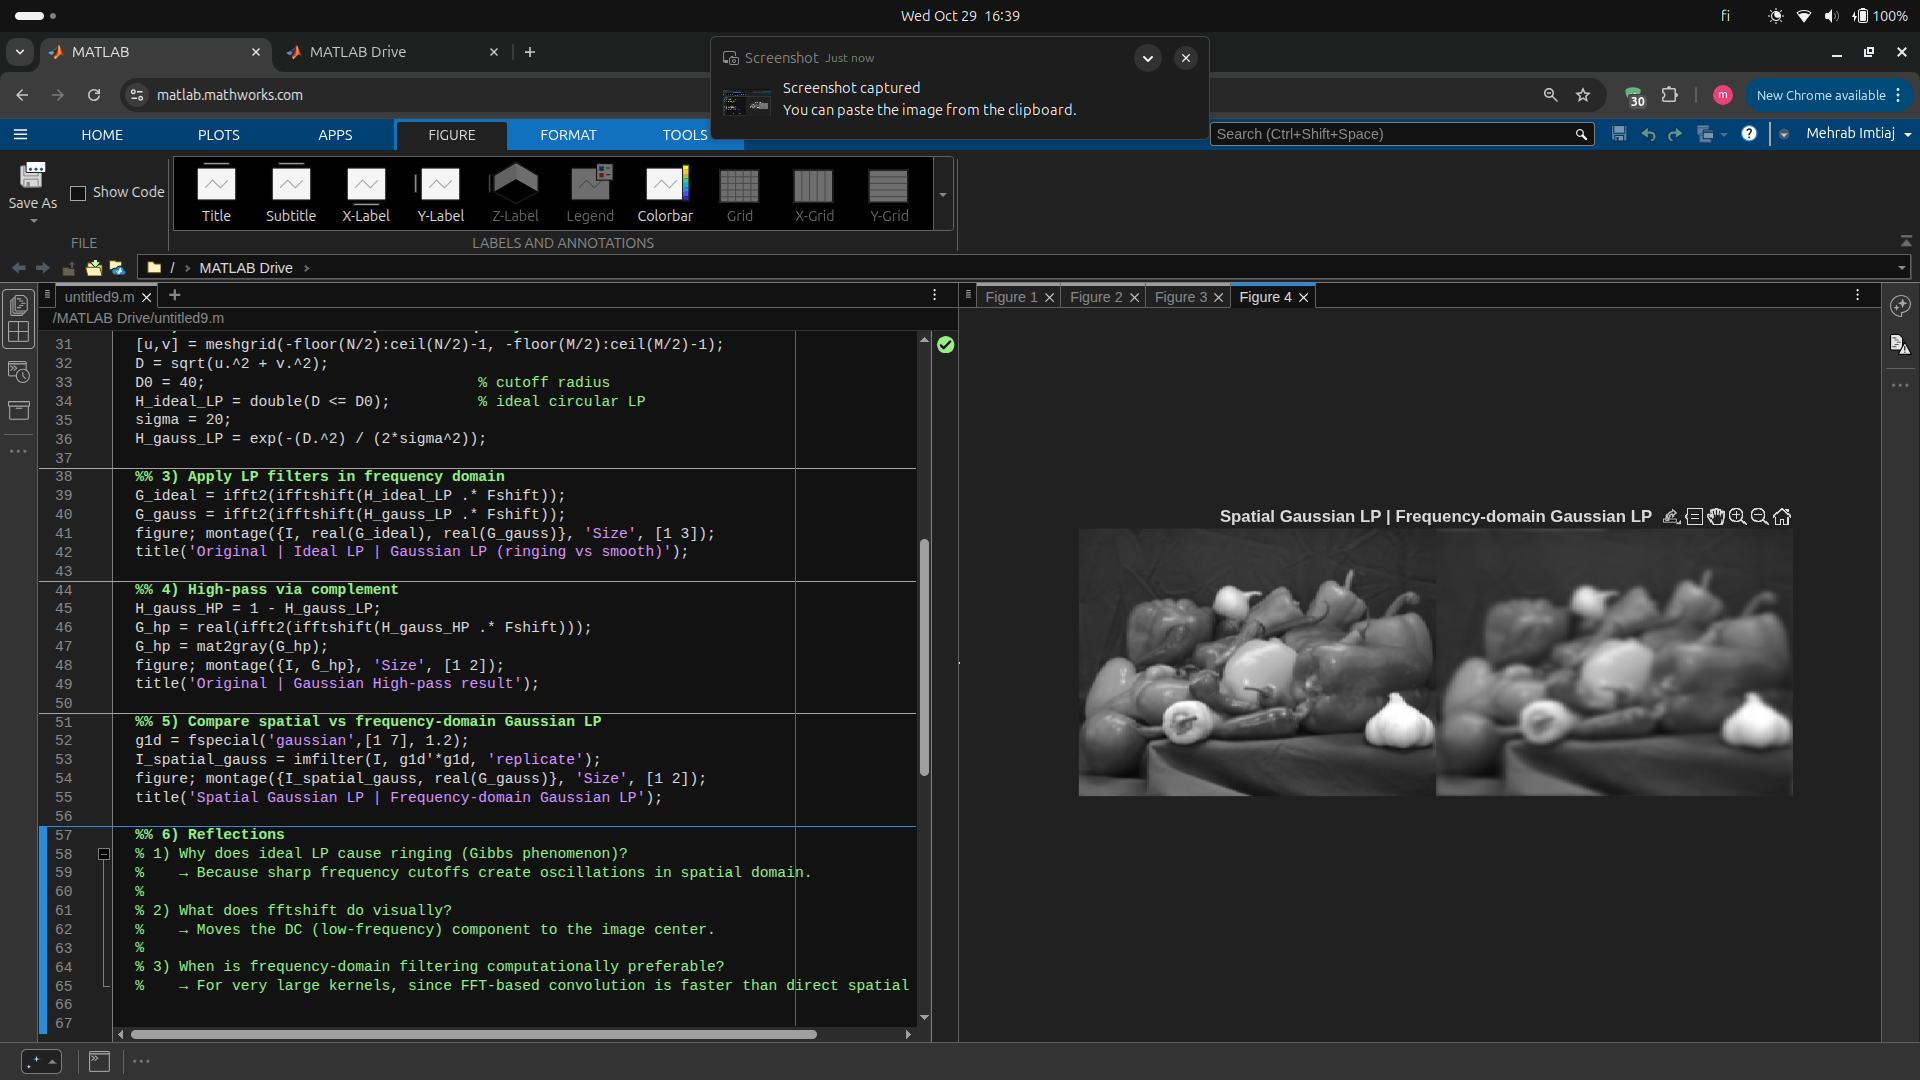 Wed Oct 29 16:39
fi
100%
MATLAB
MATLAB Drive
Screenshot Just now
Screenshot captured
You can paste the image from the clipboard.
matlab.mathworks.com
30
m
New Chrome available
HOME PLOTS APPS FIGURE FORMAT TOOLS
Search (Ctrl+Shift+Space)
Mehrab Imtiaj
Save As
Show Code
FILE
Title Subtitle X-Label Y-Label Z-Label Legend Colorbar Grid X-Grid Y-Grid
LABELS AND ANNOTATIONS
/ › MATLAB Drive ›
untitled9.m
/MATLAB Drive/untitled9.m
31 [u,v] = meshgrid(-floor(N/2):ceil(N/2)-1, -floor(M/2):ceil(M/2)-1);
32 D = sqrt(u.^2 + v.^2);
33 D0 = 40; % cutoff radius
34 H_ideal_LP = double(D <= D0); % ideal circular LP
35 sigma = 20;
36 H_gauss_LP = exp(-(D.^2) / (2*sigma^2));
37
38 %% 3) Apply LP filters in frequency domain
39 G_ideal = ifft2(ifftshift(H_ideal_LP .* Fshift));
40 G_gauss = ifft2(ifftshift(H_gauss_LP .* Fshift));
41 figure; montage({I, real(G_ideal), real(G_gauss)}, 'Size', [1 3]);
42 title('Original | Ideal LP | Gaussian LP (ringing vs smooth)');
43
44 %% 4) High-pass via complement
45 H_gauss_HP = 1 - H_gauss_LP;
46 G_hp = real(ifft2(ifftshift(H_gauss_HP .* Fshift)));
47 G_hp = mat2gray(G_hp);
48 figure; montage({I, G_hp}, 'Size', [1 2]);
49 title('Original | Gaussian High-pass result');
50
51 %% 5) Compare spatial vs frequency-domain Gaussian LP
52 g1d = fspecial('gaussian',[1 7], 1.2);
53 I_spatial_gauss = imfilter(I, g1d'*g1d, 'replicate');
54 figure; montage({I_spatial_gauss, real(G_gauss)}, 'Size', [1 2]);
55 title('Spatial Gaussian LP | Frequency-domain Gaussian LP');
56
57 %% 6) Reflections
58 % 1) Why does ideal LP cause ringing (Gibbs phenomenon)?
59 % → Because sharp frequency cutoffs create oscillations in spatial domain.
60 %
61 % 2) What does fftshift do visually?
62 % → Moves the DC (low-frequency) component to the image center.
63 %
64 % 3) When is frequency-domain filtering computationally preferable?
65 % → For very large kernels, since FFT-based convolution is faster than direct spatial
66
67
Figure 1 Figure 2 Figure 3 Figure 4
Spatial Gaussian LP | Frequency-domain Gaussian LP